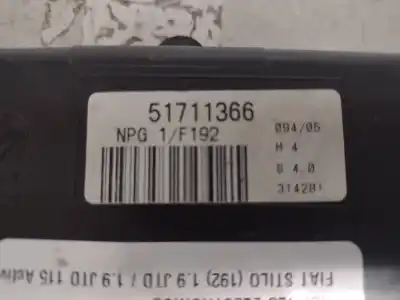 51711366
NPG 1/F192
094/05
H 4
S 4.0
314281
FIAT STILO (192) 1.9 JTD / 1.9 JTD 115 Activ